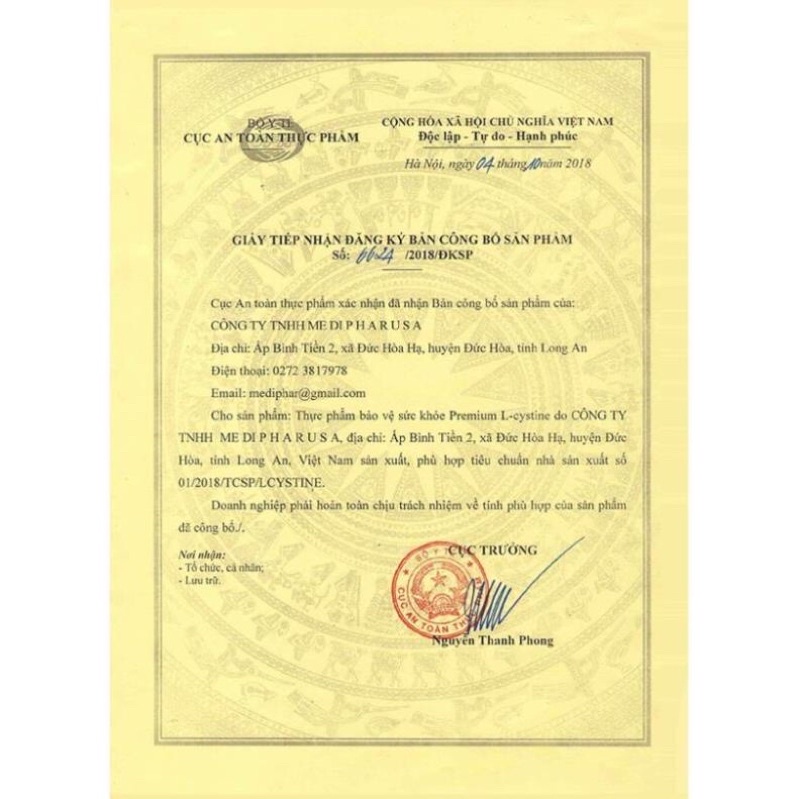 BỘ Y TẾ
CỤC AN TOÀN THỰC PHẨM
CỘNG HÒA XÃ HỘI CHỦ NGHĨA VIỆT NAM
Độc lập - Tự do - Hạnh phúc
Hà Nội, ngày 04 tháng 10 năm 2018
GIẤY TIẾP NHẬN ĐĂNG KÝ BẢN CÔNG BỐ SẢN PHẨM
Số: 6624 /2018/ĐKSP
Cục An toàn thực phẩm xác nhận đã nhận Bản công bố sản phẩm của:
CÔNG TY TNHH ME DI P H A R U S A
Địa chỉ: Ấp Bình Tiền 2, xã Đức Hòa Hạ, huyện Đức Hòa, tỉnh Long An
Điện thoại: 0272 3817978
Email: mediphar@gmail.com
Cho sản phẩm: Thực phẩm bảo vệ sức khỏe Premium L-cystine do CÔNG TY
TNHH ME DI P H A R U S A, địa chỉ: Ấp Bình Tiền 2, xã Đức Hòa Hạ, huyện Đức
Hòa, tỉnh Long An, Việt Nam sản xuất, phù hợp tiêu chuẩn nhà sản xuất số
01/2018/TCSP/LCYSTINE.
Doanh nghiệp phải hoàn toàn chịu trách nhiệm về tính phù hợp của sản phẩm
đã công bố./.
Nơi nhận:
- Tổ chức, cá nhân;
- Lưu trữ.
CỤC TRƯỞNG
BỘ Y TẾ
CỤC AN TOÀN
Nguyễn Thanh Phong